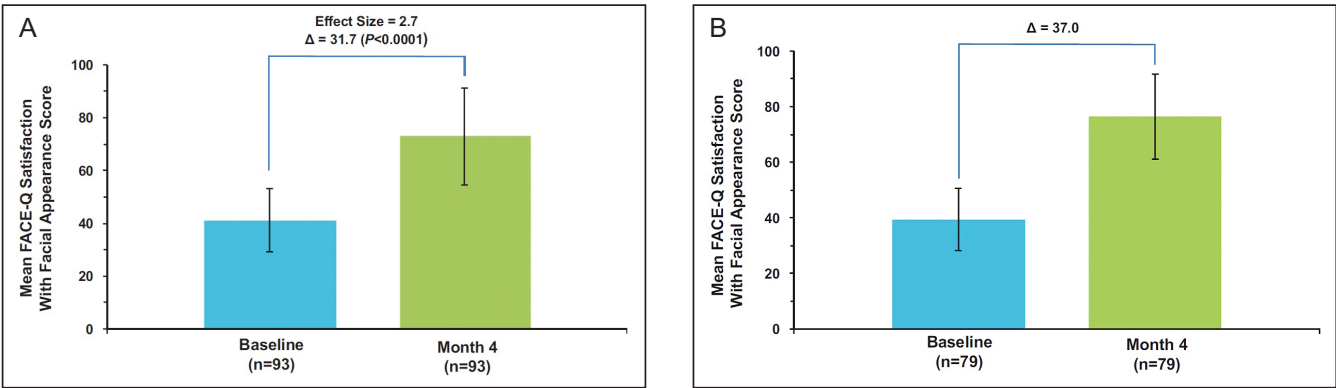 A
Effect Size = 2.7
Δ = 31.7 (P<0.0001)
Mean FACE-Q Satisfaction
With Facial Appearance Score
100
80
60
40
20
0
Baseline
(n=93)
Month 4
(n=93)
B
Δ = 37.0
Mean FACE-Q Satisfaction
With Facial Appearance Score
100
80
60
40
20
0
Baseline
(n=79)
Month 4
(n=79)